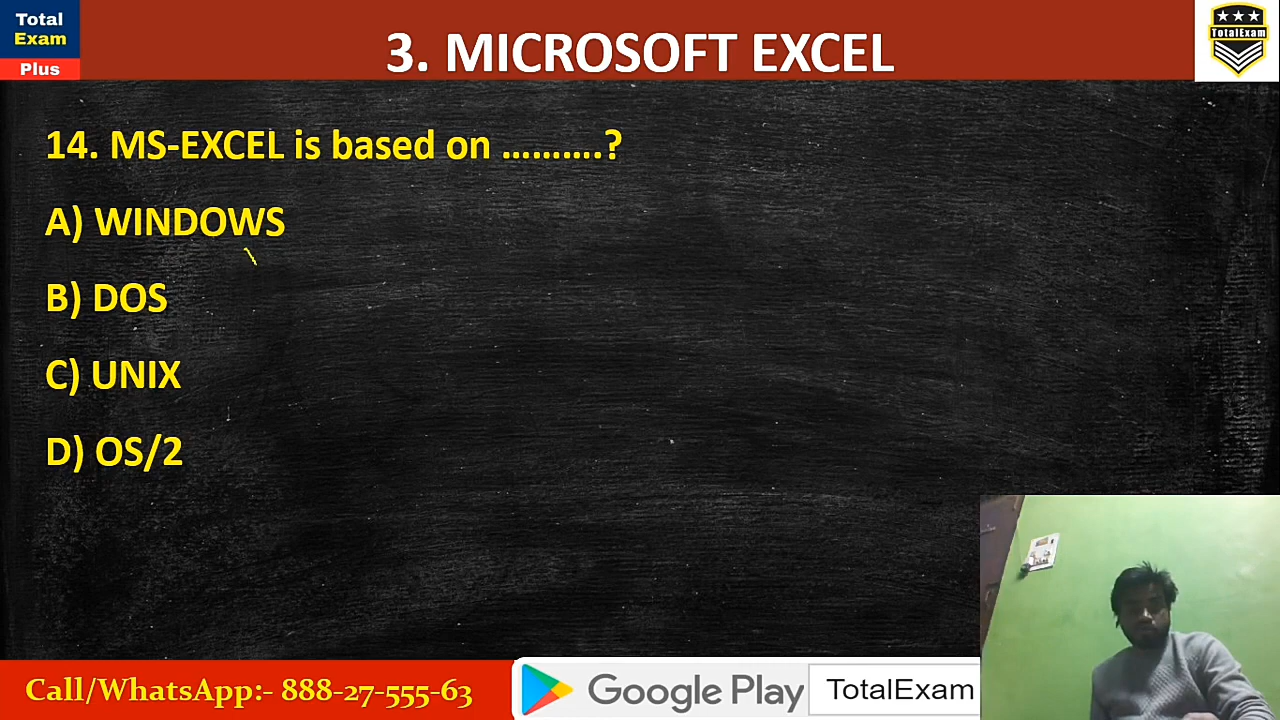 Total
Exam
Plus
3. MICROSOFT EXCEL
TotalExam
14. MS-EXCEL is based on ..........?
A) WINDOWS
B) DOS
C) UNIX
D) OS/2
Call/WhatsApp:- 888-27-555-63
Google Play
TotalExam